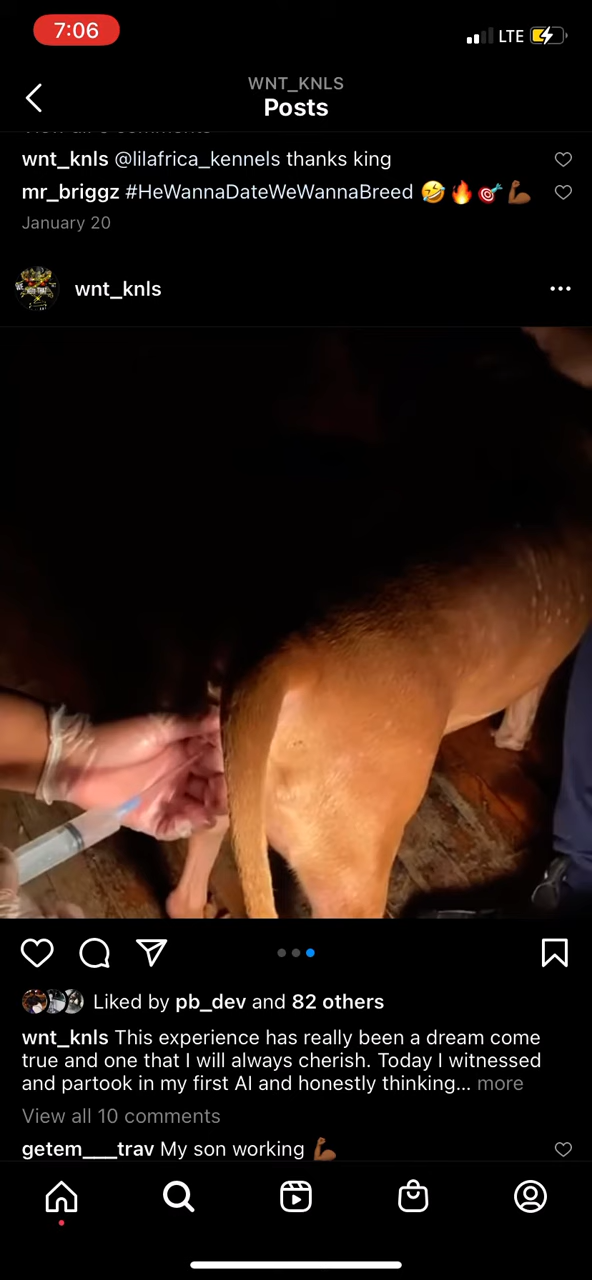 7:06
LTE
WNT_KNLS
Posts
wnt_knls @lilafrica_kennels thanks king
mr_briggz #HeWannaDateWeWannaBreed 🤣🔥🎯💪🏾
January 20
wnt_knls
Liked by pb_dev and 82 others
wnt_knls This experience has really been a dream come
true and one that I will always cherish. Today I witnessed
and partook in my first AI and honestly thinking... more
View all 10 comments
getem___trav My son working 💪🏾